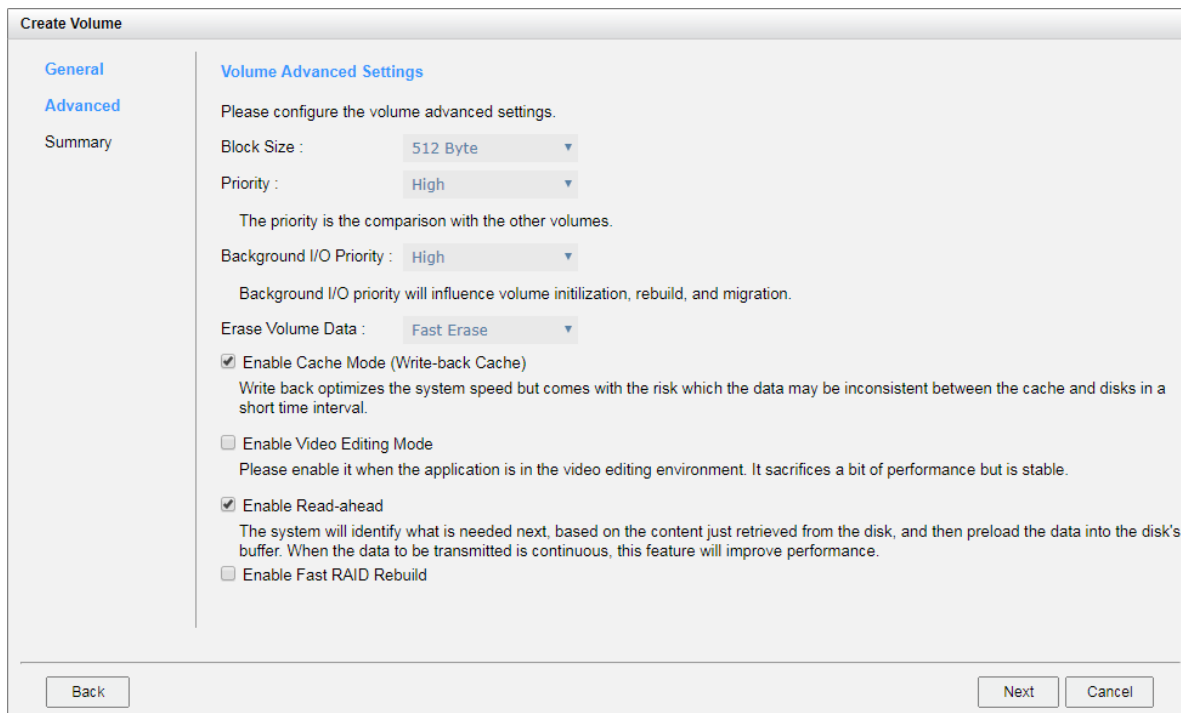 Create Volume
General
Advanced
Summary
Volume Advanced Settings
Please configure the volume advanced settings.
Block Size : 512 Byte
Priority : High
The priority is the comparison with the other volumes.
Background I/O Priority : High
Background I/O priority will influence volume initilization, rebuild, and migration.
Erase Volume Data : Fast Erase
Enable Cache Mode (Write-back Cache)
Write back optimizes the system speed but comes with the risk which the data may be inconsistent between the cache and disks in a
short time interval.
Enable Video Editing Mode
Please enable it when the application is in the video editing environment. It sacrifices a bit of performance but is stable.
Enable Read-ahead
The system will identify what is needed next, based on the content just retrieved from the disk, and then preload the data into the disk's
buffer. When the data to be transmitted is continuous, this feature will improve performance.
Enable Fast RAID Rebuild
Back Next Cancel